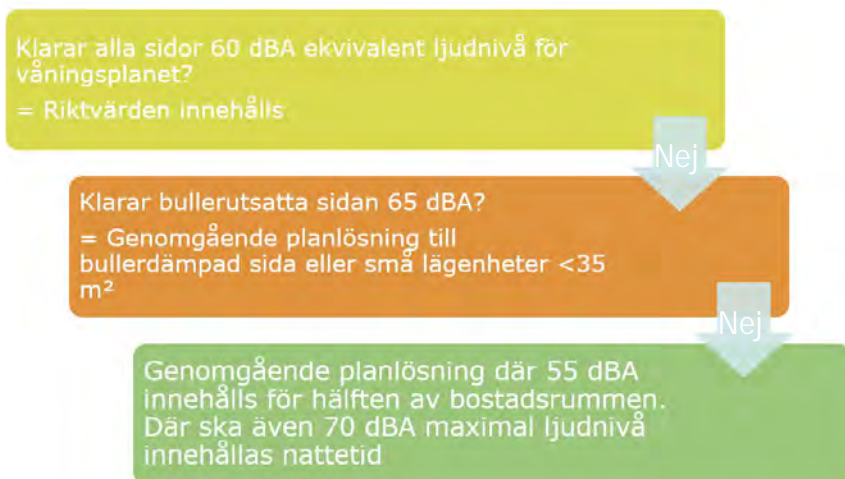 Klarar alla sidor 60 dBA ekvivalent ljudnivå för
våningsplanet?
= Riktvärden innehålls
Nej
Klarar bullerutsatta sidan 65 dBA?
= Genomgående planlösning till
bullerdämpad sida eller små lägenheter <35
m²
Nej
Genomgående planlösning där 55 dBA
innehålls för hälften av bostadsrummen.
Där ska även 70 dBA maximal ljudnivå
innehållas nattetid